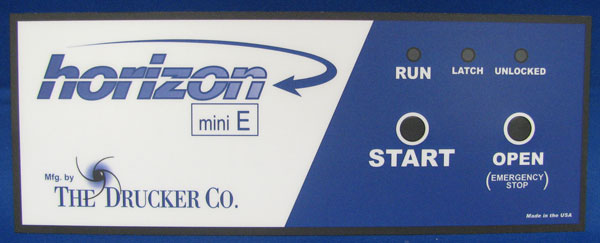 horizon
mini E
Mfg. by
THE DRUCKER CO.
RUN
LATCH
UNLOCKED
START
OPEN
(EMERGENCY
STOP)
Made in the USA